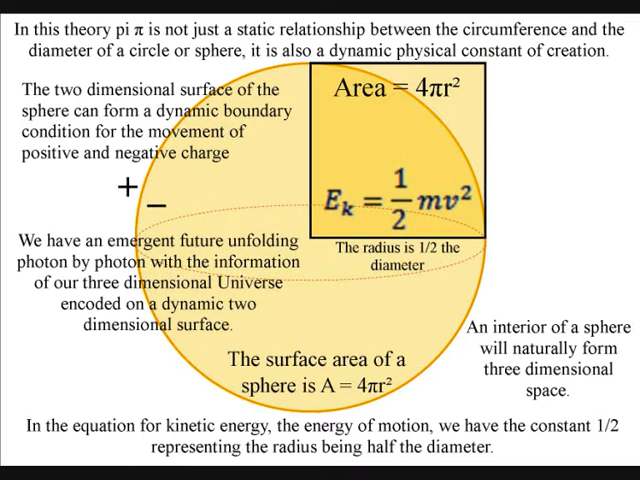 In this theory pi π is not just a static relationship between the circumference and the
diameter of a circle or sphere, it is also a dynamic physical constant of creation.
The two dimensional surface of the
sphere can form a dynamic boundary
condition for the movement of
positive and negative charge
+ −
Area = 4πr²
Eₖ = 1/2 mv²
The radius is 1/2 the
diameter
We have an emergent future unfolding
photon by photon with the information
of our three dimensional Universe
encoded on a dynamic two
dimensional surface.
An interior of a sphere
will naturally form
three dimensional
space.
The surface area of a
sphere is A = 4πr²
In the equation for kinetic energy, the energy of motion, we have the constant 1/2
representing the radius being half the diameter.